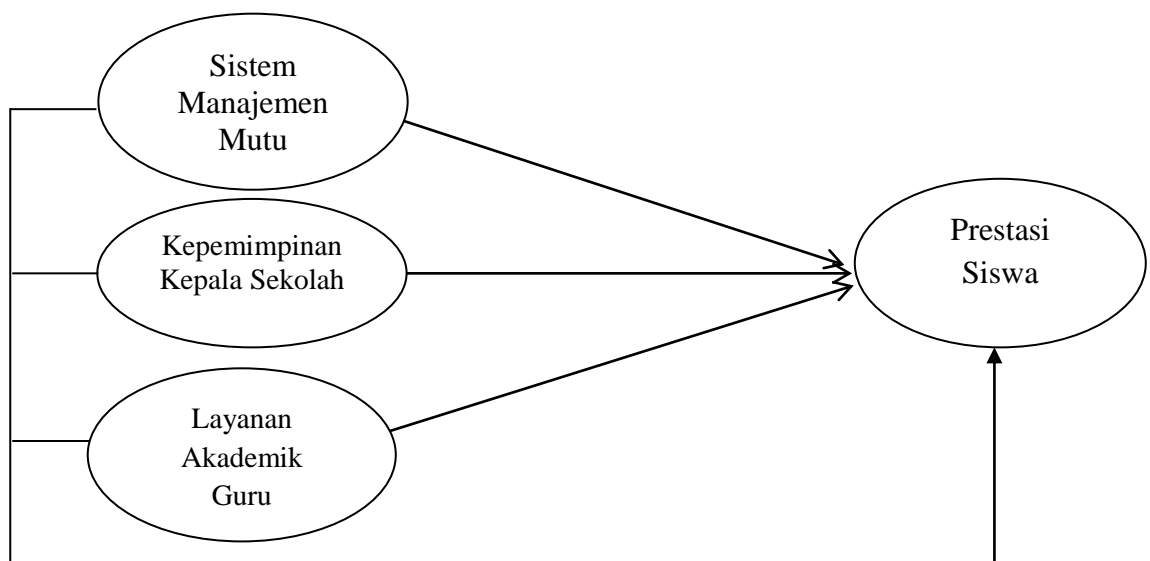 Sistem
Manajemen
Mutu
Kepemimpinan
Kepala Sekolah
Layanan
Akademik
Guru
Prestasi
Siswa